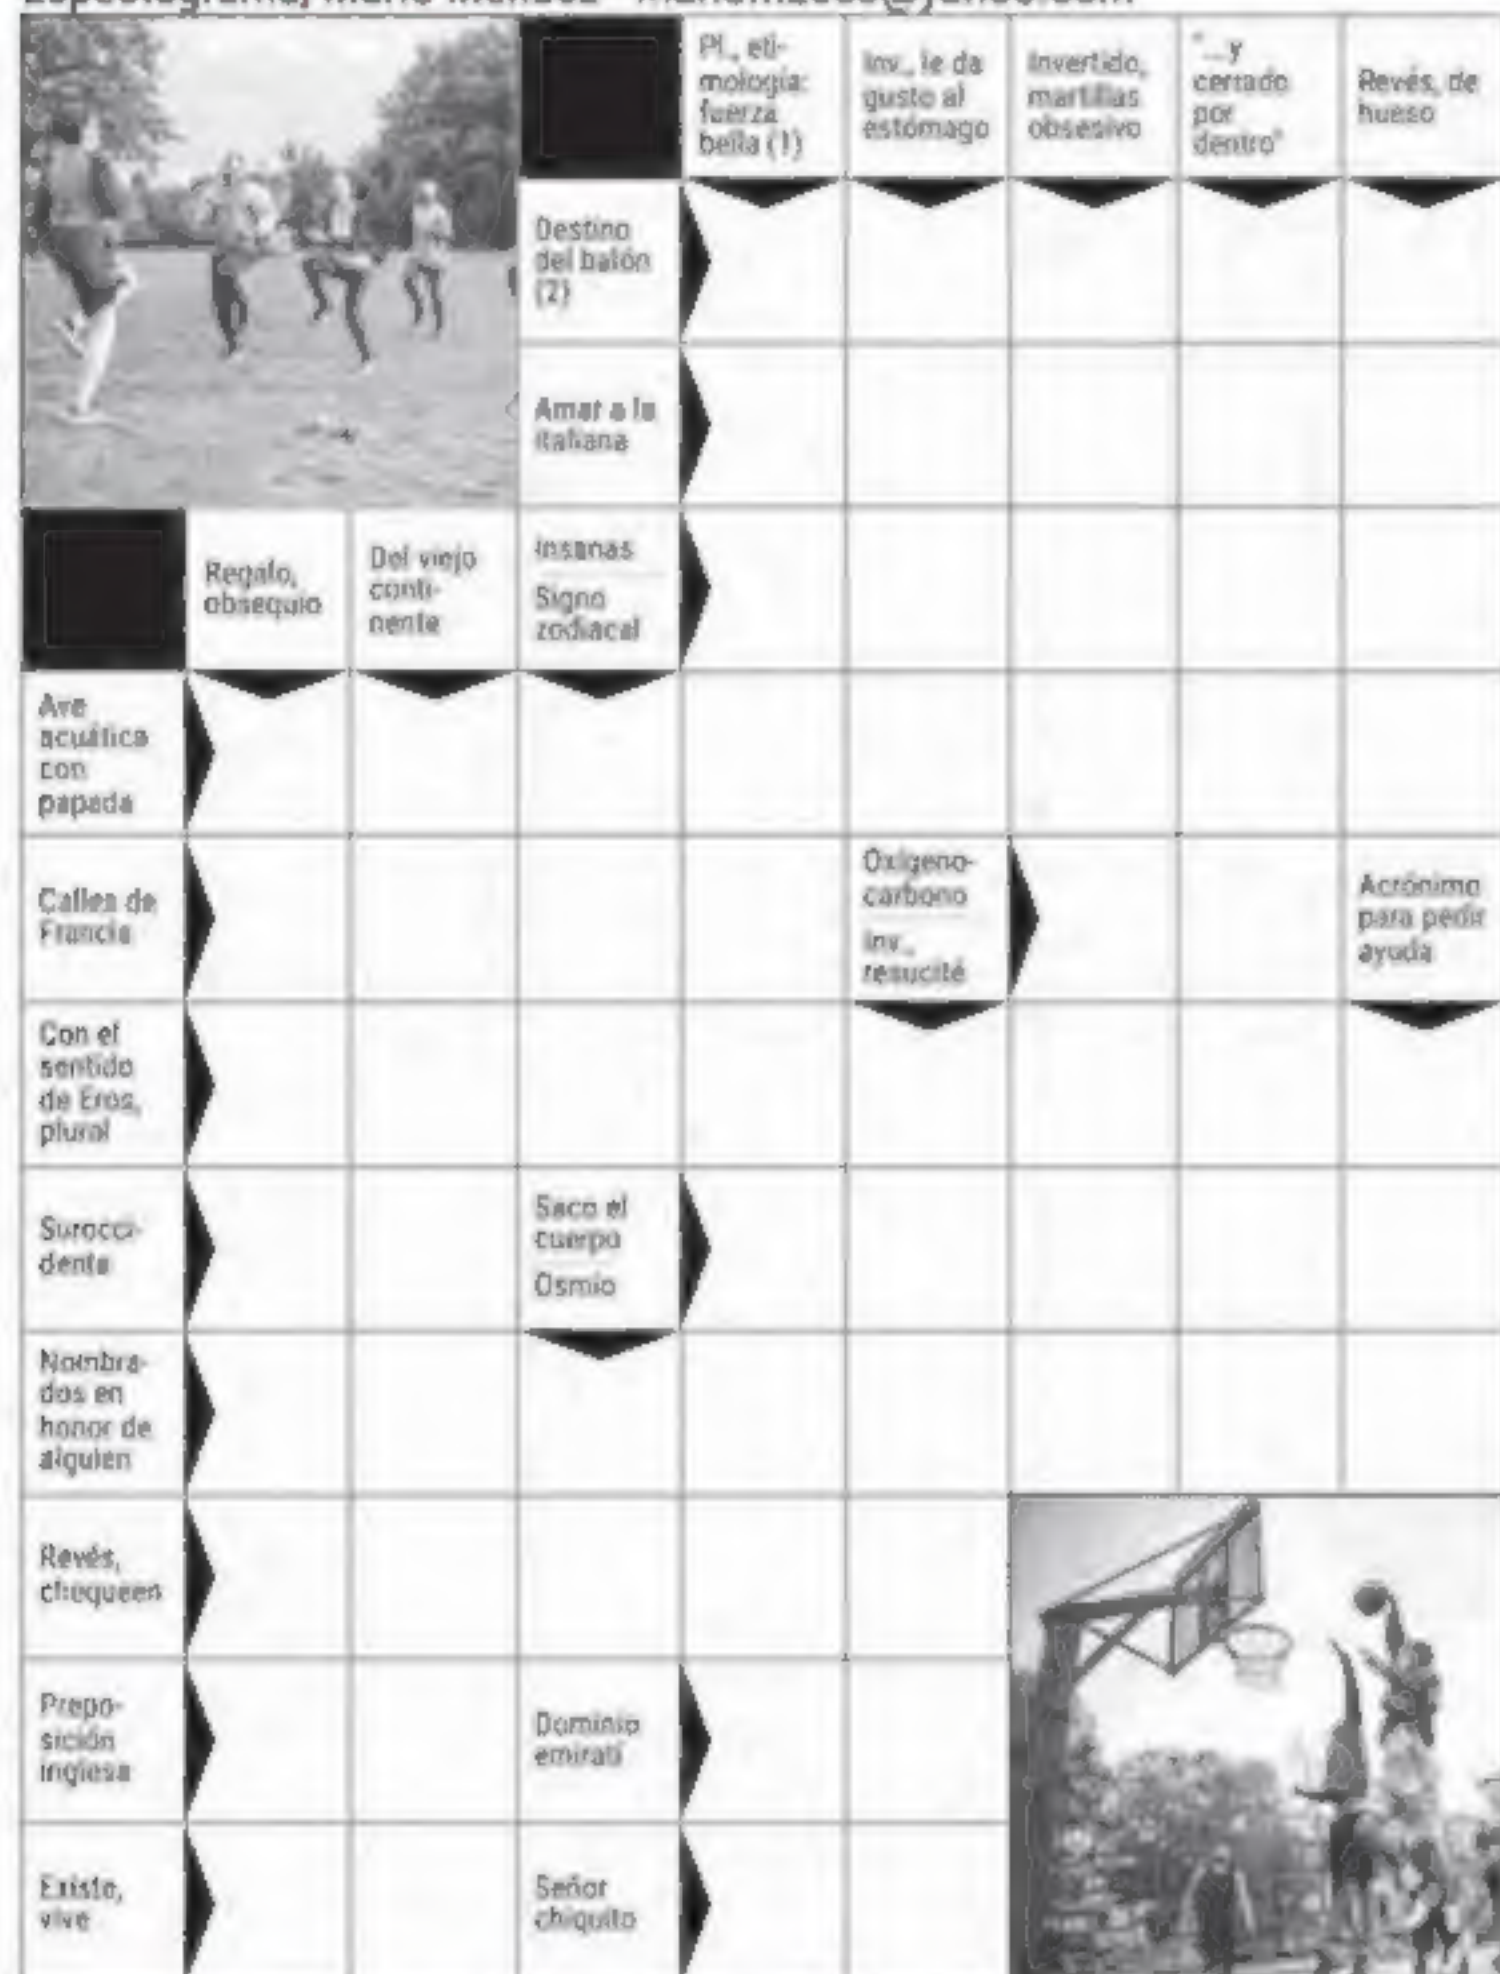 Pl., eti-
mología:
fuerza
bella (1)
Inv., le da
gusto al
estómago
Invertido,
martillas
obsesivo
"... y
cerrado
por
dentro"
Revés, de
hueso
Destino
del balón
(2)
Amar a la
italiana
Regalo,
obsequio
Del viejo
conti-
nente
Insanas
Signo
zodiacal
Ave
acuática
con
papada
Calles de
Francia
Oxígeno-
carbono
Inv.,
resucité
Acrónimo
para pedir
ayuda
Con el
sentido
de Eros,
plural
Surocci-
dente
Saco el
cuerpo
Osmio
Nombra-
dos en
honor de
alguien
Revés,
chequeen
Prepo-
sición
inglesa
Dominio
emiratí
Existe,
vive
Señor
chiquito